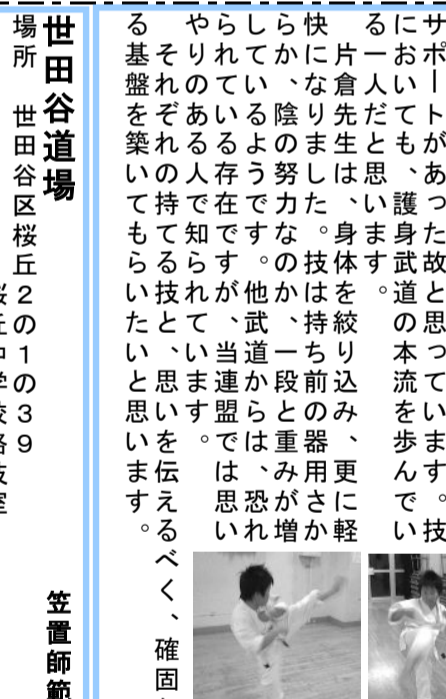 サポートがあった故と思っています。技
においても、護身武道の本流を歩んでい
る一人だと思います。
片倉先生は、身体を絞り込み、更に軽
快になりました。技は持ち前の器用さか
らか、陰の努力なのか、一段と重みが増
しているようです。他武道からは、恐れ
られている存在ですが、当連盟では思い
やりのある人で知られています。
それぞれの持てる技と、思いを伝えるべく、確固
る基盤を築いてもらいたいと思います。
世田谷道場 笠置師範
場所 世田谷区桜丘2の1の39